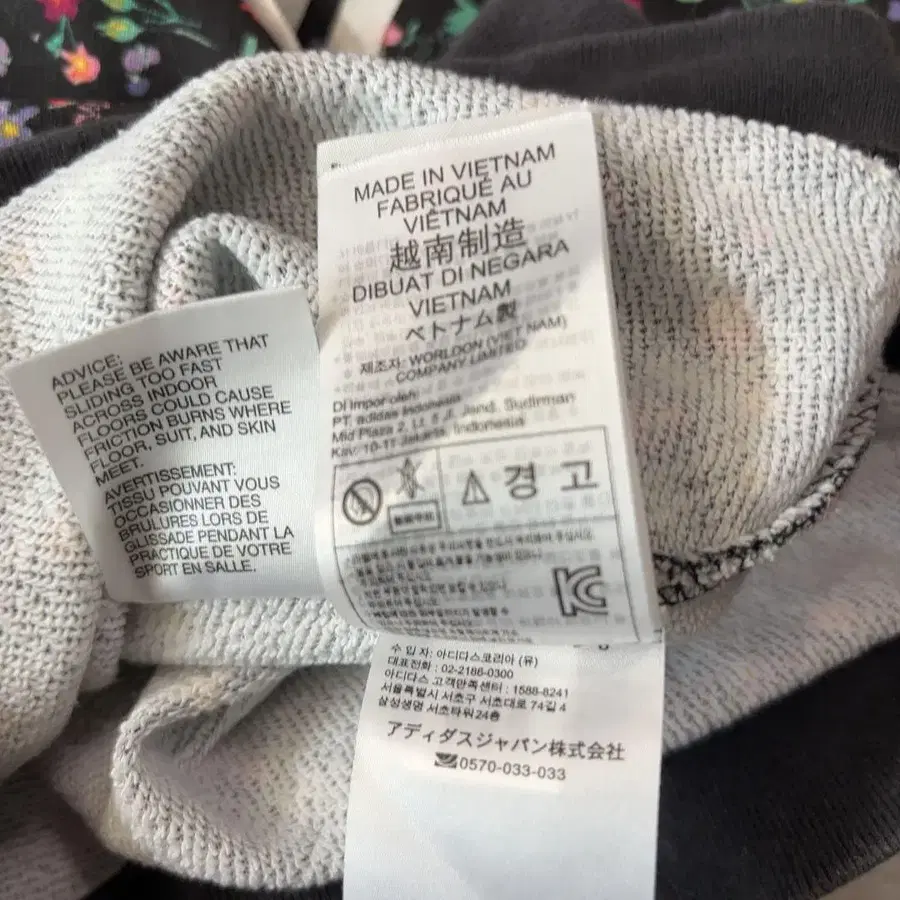 ADVICE:
PLEASE BE AWARE THAT
SLIDING TOO FAST
ACROSS INDOOR
FLOORS COULD CAUSE
FRICTION BURNS WHERE
FLOOR, SUIT, AND SKIN
MEET.
AVERTISSEMENT:
TISSU POUVANT VOUS
OCCASIONNER DES
BRULURES LORS DE
GLISSADE PENDANT LA
PRACTIQUE DE VOTRE
SPORT EN SALLE.
MADE IN VIETNAM
FABRIQUÉ AU
VIÊTNAM
越南制造
DIBUAT DI NEGARA
VIETNAM
ベトナム製
제조자: WORLDON (VIET NAM)
COMPANY LIMITED
Di Impor oleh:
PT. adidas Indonesia
Mid Plaza 2, Lt. 5 Jl. Jend. Sudirman
Kav. 10-11 Jakarta, Indonesia
경고
수 입 자: 아디다스코리아 (유)
대표전화 : 02-2186-0300
아디다스 고객만족센터 : 1588-8241
서울특별시 서초구 서초대로 74길 4
삼성생명 서초타워 24층
アディダスジャパン株式会社
0570-033-033